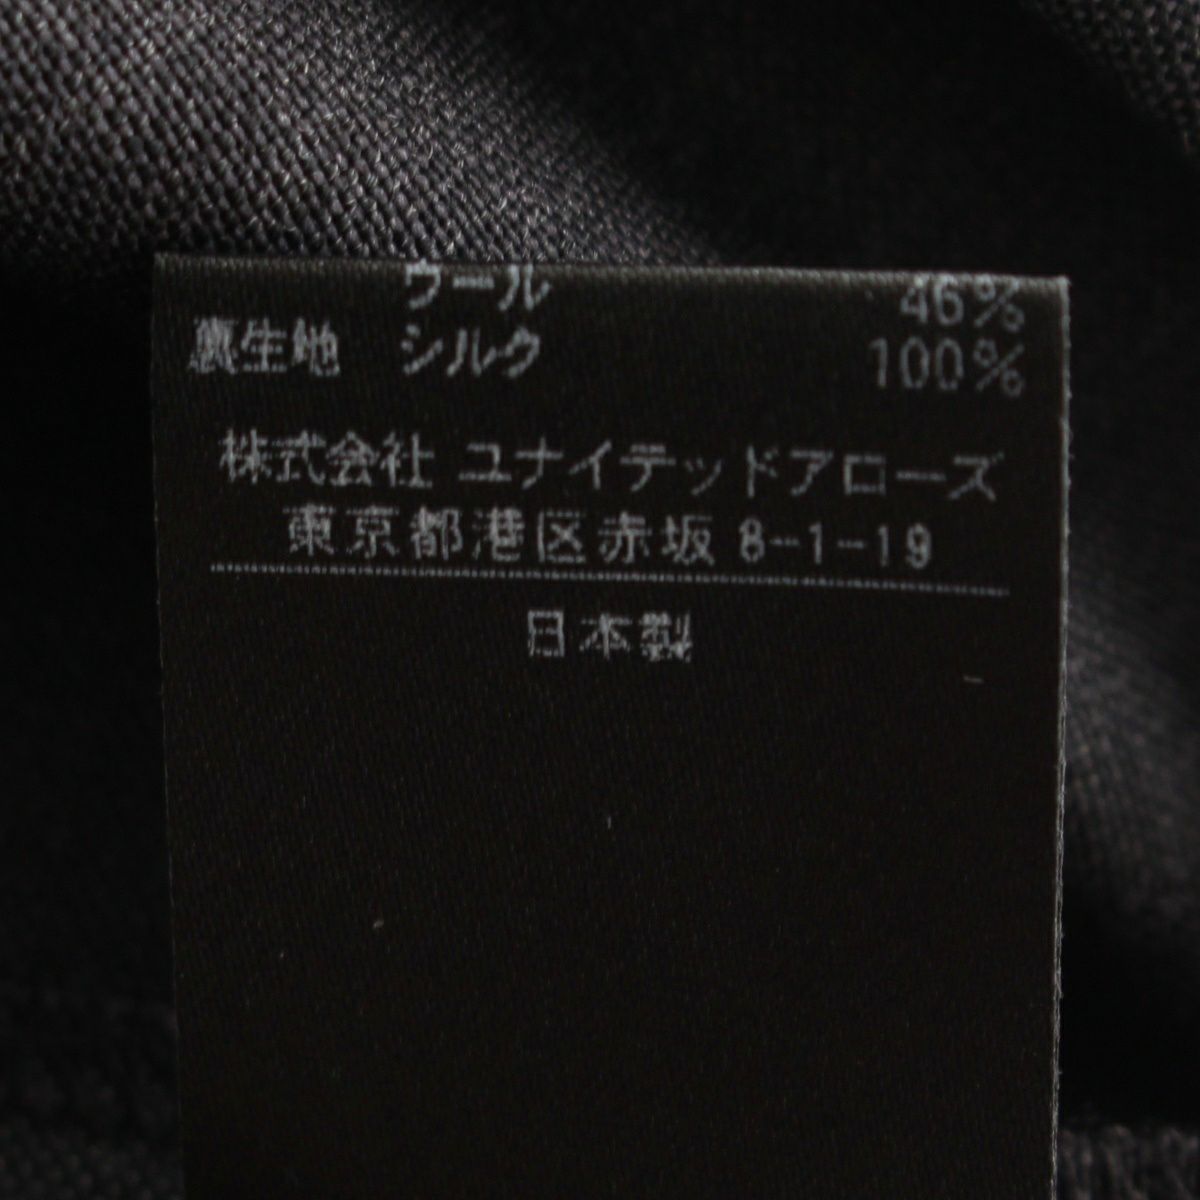 ウール 46%
裏生地 シルク 100%
株式会社 ユナイテッドアローズ
東京都港区赤坂 8-1-19
日本製